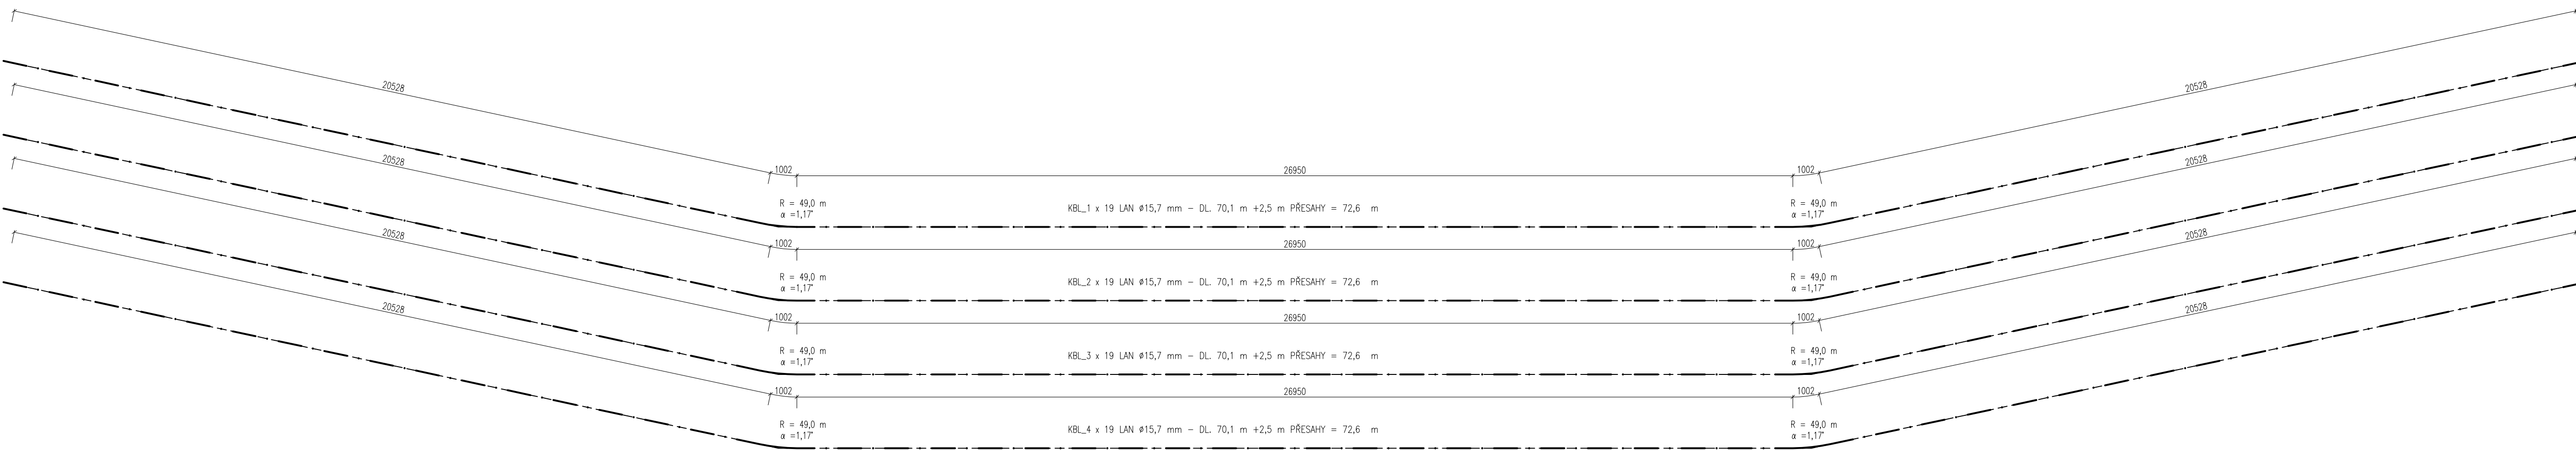 20528
20528
1002
26950
1002
R = 49,0 m
α =1,17°
KBL_1 x 19 LAN Ø15,7 mm – DL. 70,1 m +2,5 m PŘESAHY = 72,6 m
R = 49,0 m
α =1,17°
20528
20528
1002
26950
1002
R = 49,0 m
α =1,17°
KBL_2 x 19 LAN Ø15,7 mm – DL. 70,1 m +2,5 m PŘESAHY = 72,6 m
R = 49,0 m
α =1,17°
20528
20528
1002
26950
1002
R = 49,0 m
α =1,17°
KBL_3 x 19 LAN Ø15,7 mm – DL. 70,1 m +2,5 m PŘESAHY = 72,6 m
R = 49,0 m
α =1,17°
20528
20528
1002
26950
1002
R = 49,0 m
α =1,17°
KBL_4 x 19 LAN Ø15,7 mm – DL. 70,1 m +2,5 m PŘESAHY = 72,6 m
R = 49,0 m
α =1,17°